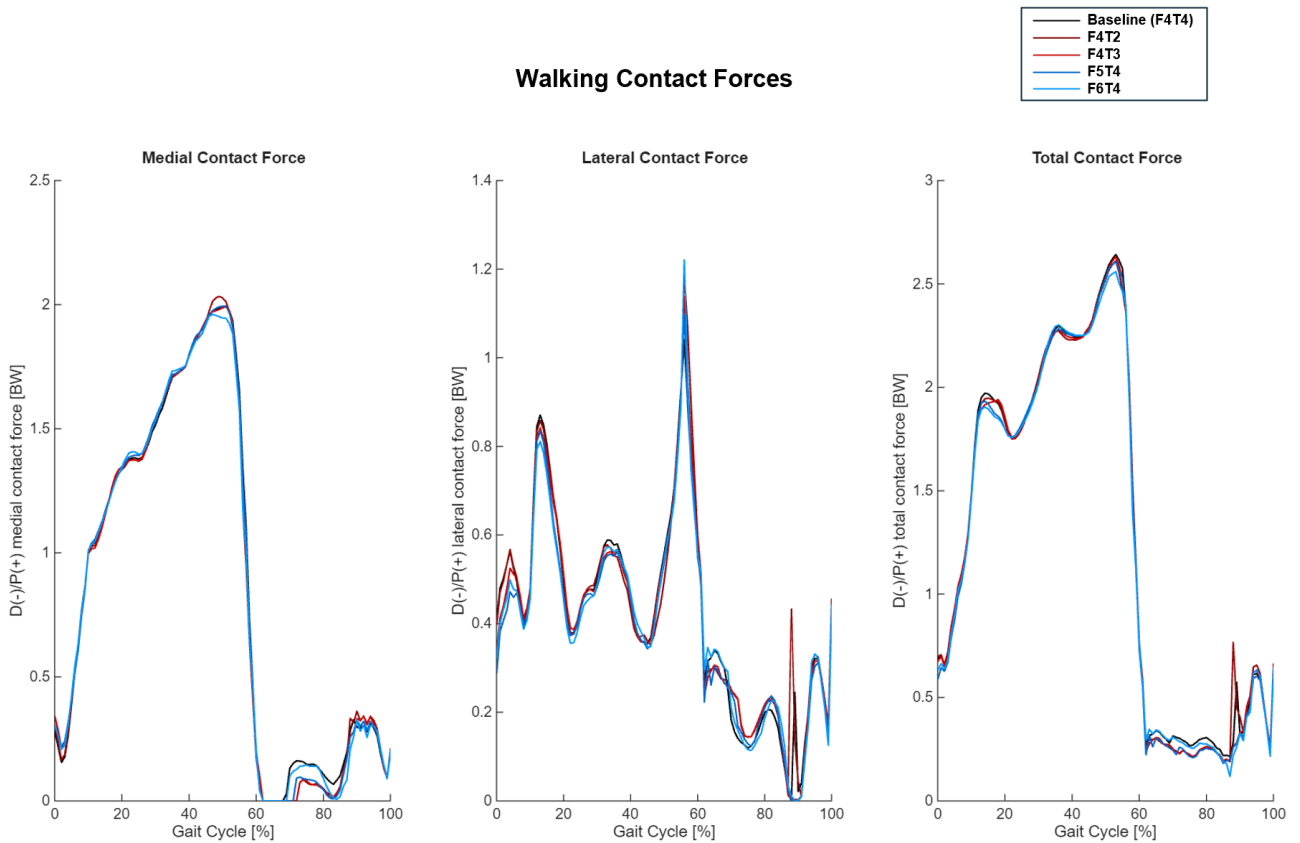 Baseline (F4T4)
F4T2
F4T3
F5T4
F6T4
Walking Contact Forces
Medial Contact Force
2.5
2
1.5
1
0.5
0
0
20
40
60
80
100
Gait Cycle [%]
D(-)/P(+) medial contact force [BW]
Lateral Contact Force
1.4
1.2
1
0.8
0.6
0.4
0.2
0
0
20
40
60
80
100
Gait Cycle [%]
D(-)/P(+) lateral contact force [BW]
Total Contact Force
3
2.5
2
1.5
1
0.5
0
0
20
40
60
80
100
Gait Cycle [%]
D(-)/P(+) total contact force [BW]